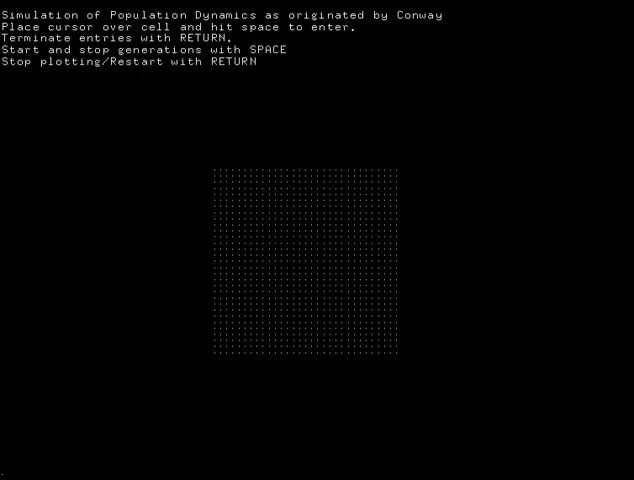 Simulation of Population Dynamics as originated by Conway
Place cursor over cell and hit space to enter.
Terminate entries with RETURN.
Start and stop generations with SPACE
Stop plotting/Restart with RETURN